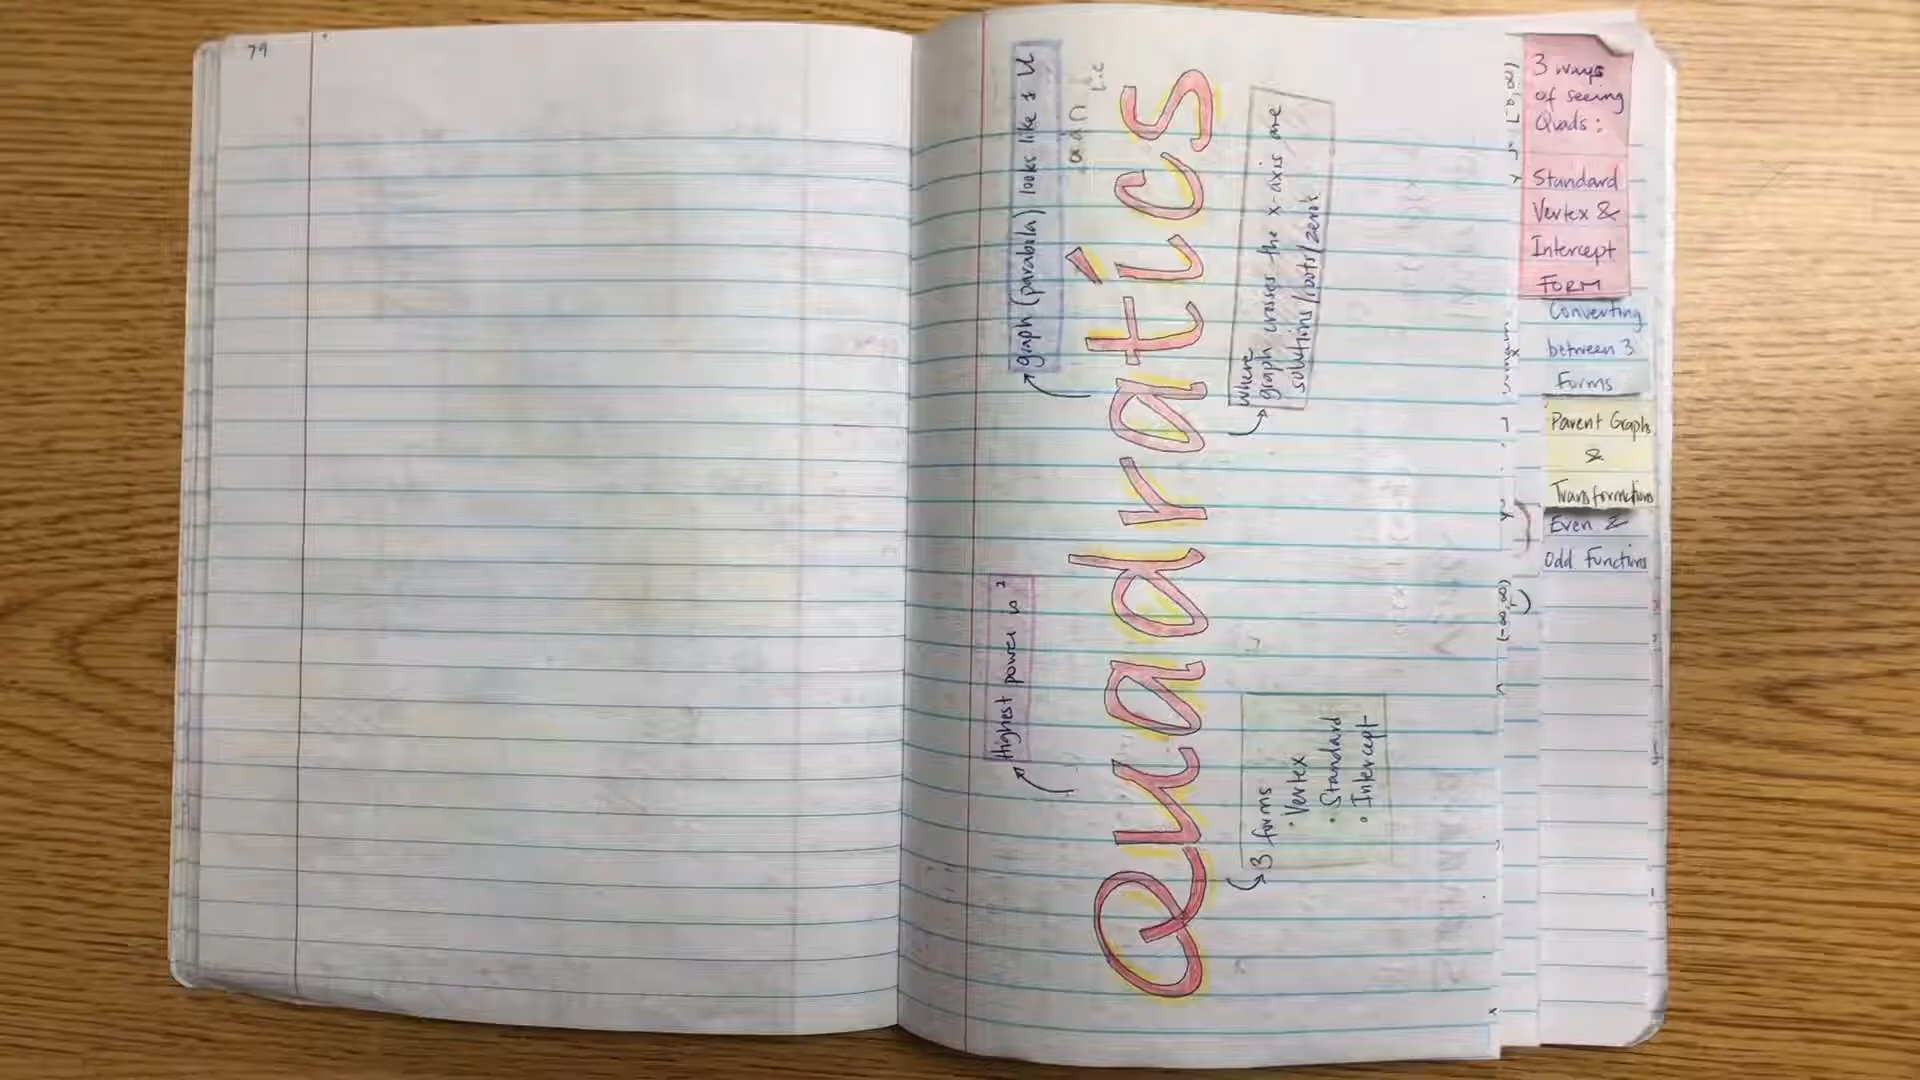 79
Quadratics
Highest power is ²
graph (parabola) looks like a U
3 forms
• Vertex
• Standard
• Intercept
Where
graph crosses the x-axis are
solutions/roots/zeros
3 ways
of seeing
Quads:
Standard
Vertex &
Intercept
FORM
Converting
between 3
Forms
Parent Graphs
&
Transformations
Even &
Odd Functions
(-∞,∞)